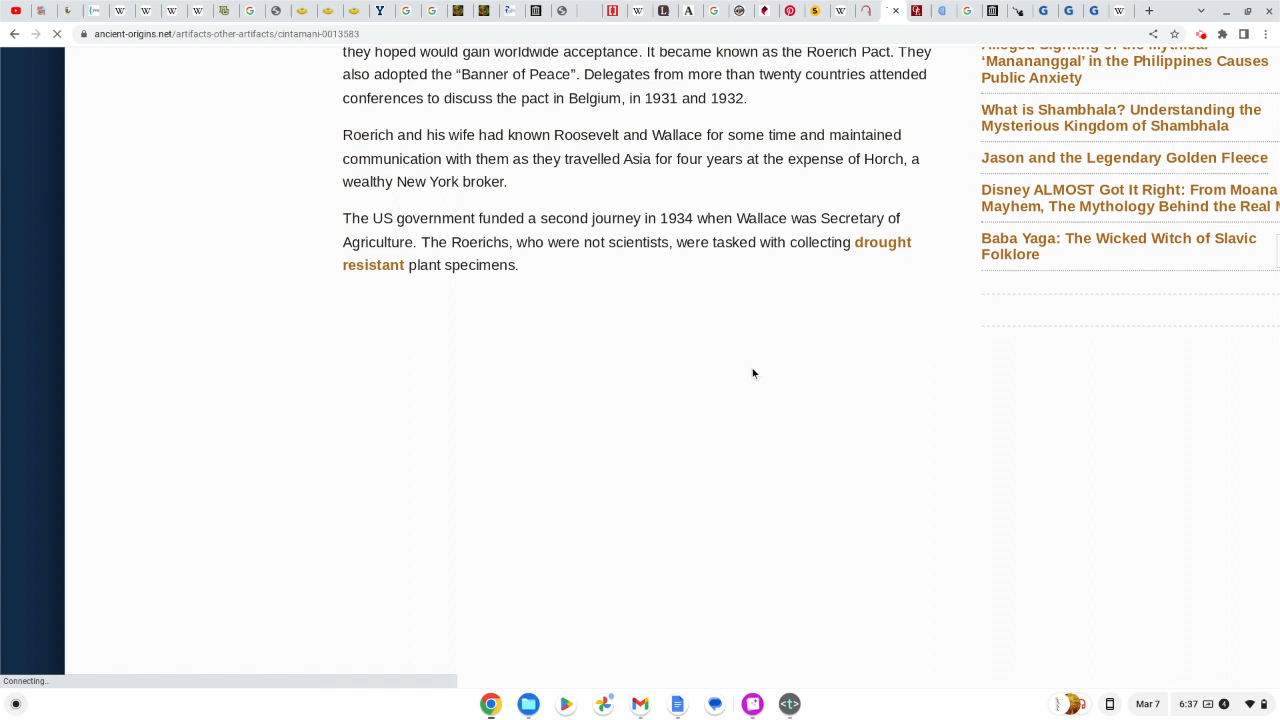 ancient-origins.net/artifacts-other-artifacts/cintamani-0013583
they hoped would gain worldwide acceptance. It became known as the Roerich Pact. They
also adopted the “Banner of Peace”. Delegates from more than twenty countries attended
conferences to discuss the pact in Belgium, in 1931 and 1932.
Roerich and his wife had known Roosevelt and Wallace for some time and maintained
communication with them as they travelled Asia for four years at the expense of Horch, a
wealthy New York broker.
The US government funded a second journey in 1934 when Wallace was Secretary of
Agriculture. The Roerichs, who were not scientists, were tasked with collecting drought
resistant plant specimens.
Alleged Sighting of the Mythical
‘Manananggal’ in the Philippines Causes
Public Anxiety
What is Shambhala? Understanding the
Mysterious Kingdom of Shambhala
Jason and the Legendary Golden Fleece
Disney ALMOST Got It Right: From Moana
Mayhem, The Mythology Behind the Real M
Baba Yaga: The Wicked Witch of Slavic
Folklore
Connecting...
Mar 7
6:37
4